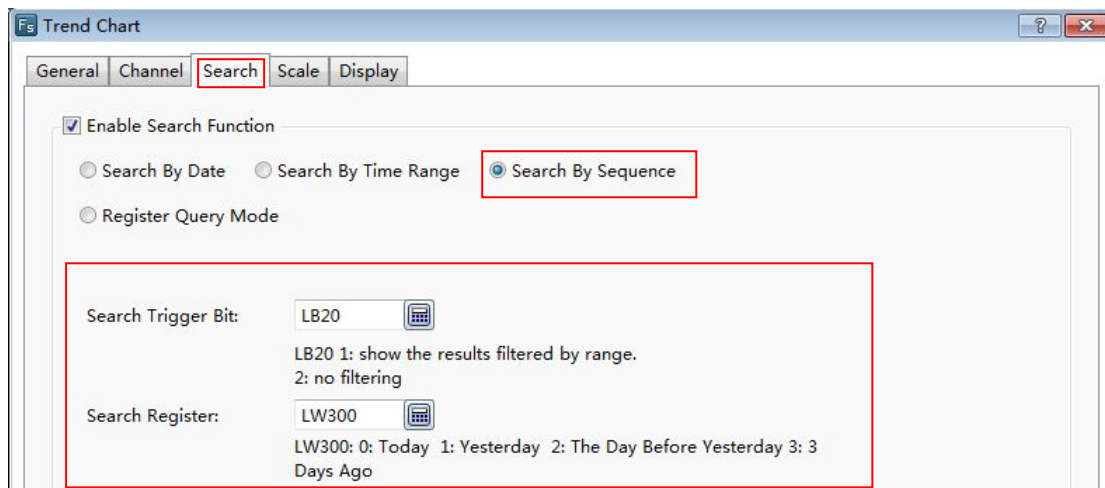 Fs Trend Chart
General Channel Search Scale Display
Enable Search Function
Search By Date Search By Time Range Search By Sequence
Register Query Mode
Search Trigger Bit: LB20
LB20 1: show the results filtered by range.
2: no filtering
Search Register: LW300
LW300: 0: Today 1: Yesterday 2: The Day Before Yesterday 3: 3
Days Ago